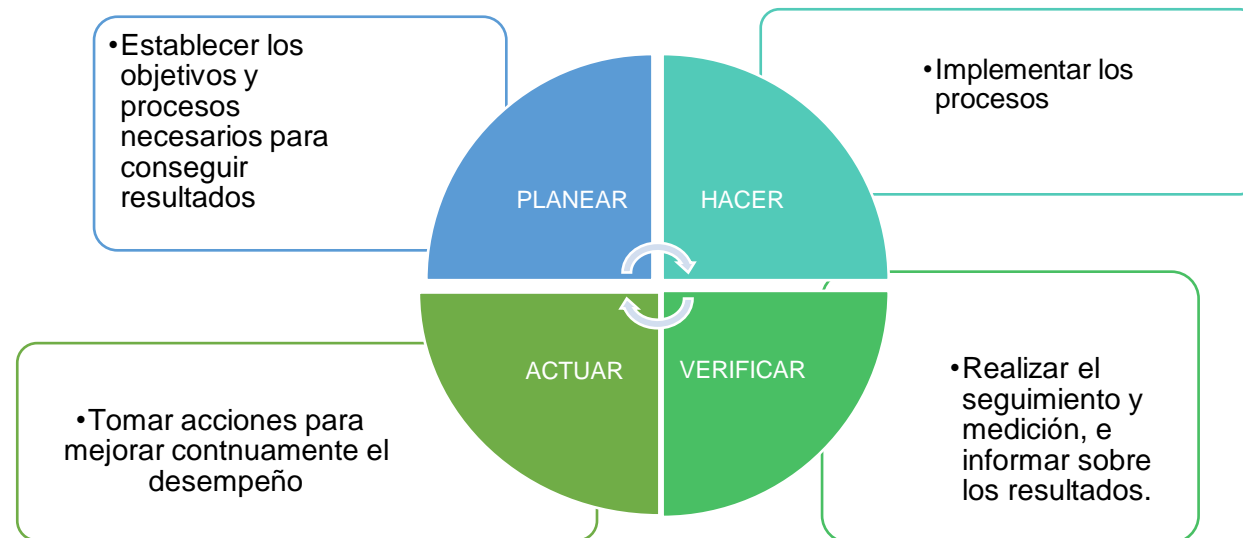 •Establecer los
objetivos y
procesos
necesarios para
conseguir
resultados
•Implementar los
procesos
PLANEAR
HACER
ACTUAR
VERIFICAR
•Tomar acciones para
mejorar contnuamente el
desempeño
•Realizar el
seguimiento y
medición, e
informar sobre
los resultados.